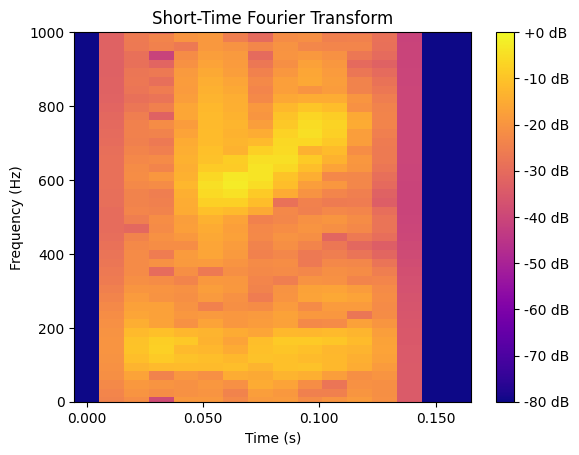 Short-Time Fourier Transform
Frequency (Hz)
1000
800
600
400
200
0
0.000
0.050
0.100
0.150
Time (s)
+0 dB
-10 dB
-20 dB
-30 dB
-40 dB
-50 dB
-60 dB
-70 dB
-80 dB